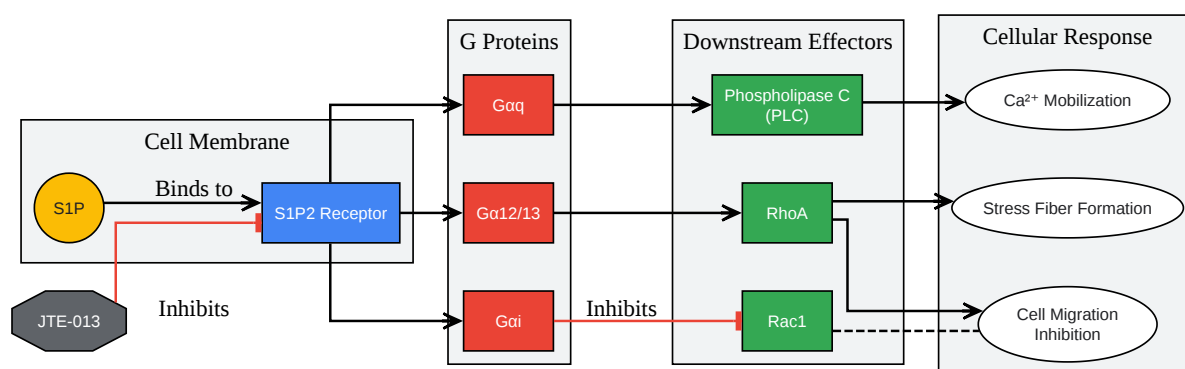 G Proteins
Downstream Effectors
Cellular Response
Gαq
Phospholipase C
(PLC)
Ca²⁺ Mobilization
Cell Membrane
S1P
Binds to
S1P2 Receptor
Gα12/13
RhoA
Stress Fiber Formation
JTE-013
Inhibits
Gαi
Inhibits
Rac1
Cell Migration
Inhibition